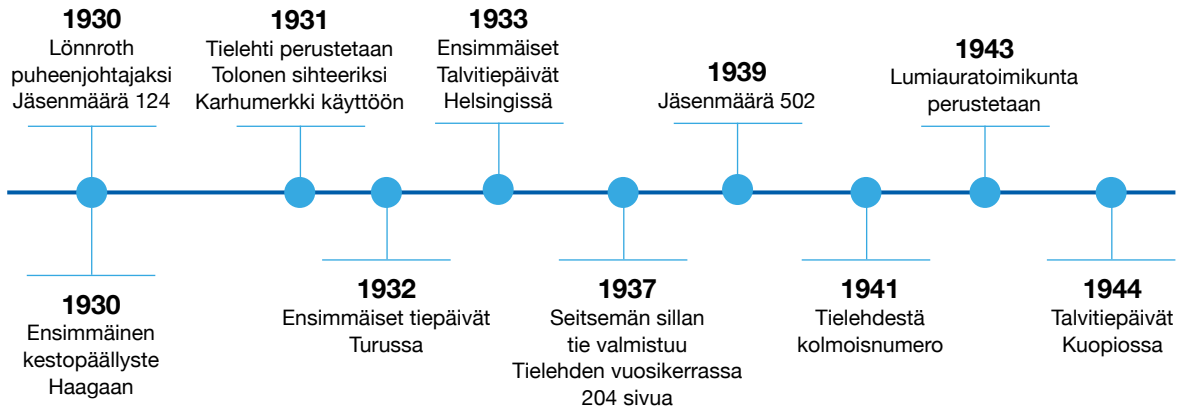 1930
Lönnroth
puheenjohtajaksi
Jäsenmäärä 124
1931
Tielehti perustetaan
Tolonen sihteeriksi
Karhumerkki käyttöön
1933
Ensimmäiset
Talvitiepäivät
Helsingissä
1939
Jäsenmäärä 502
1943
Lumiauratoimikunta
perustetaan
1930
Ensimmäinen
kestopäällyste
Haagaan
1932
Ensimmäiset tiepäivät
Turussa
1937
Seitsemän sillan
tie valmistuu
Tielehden vuosikerrassa
204 sivua
1941
Tielehdestä
kolmoisnumero
1944
Talvitiepäivät
Kuopiossa